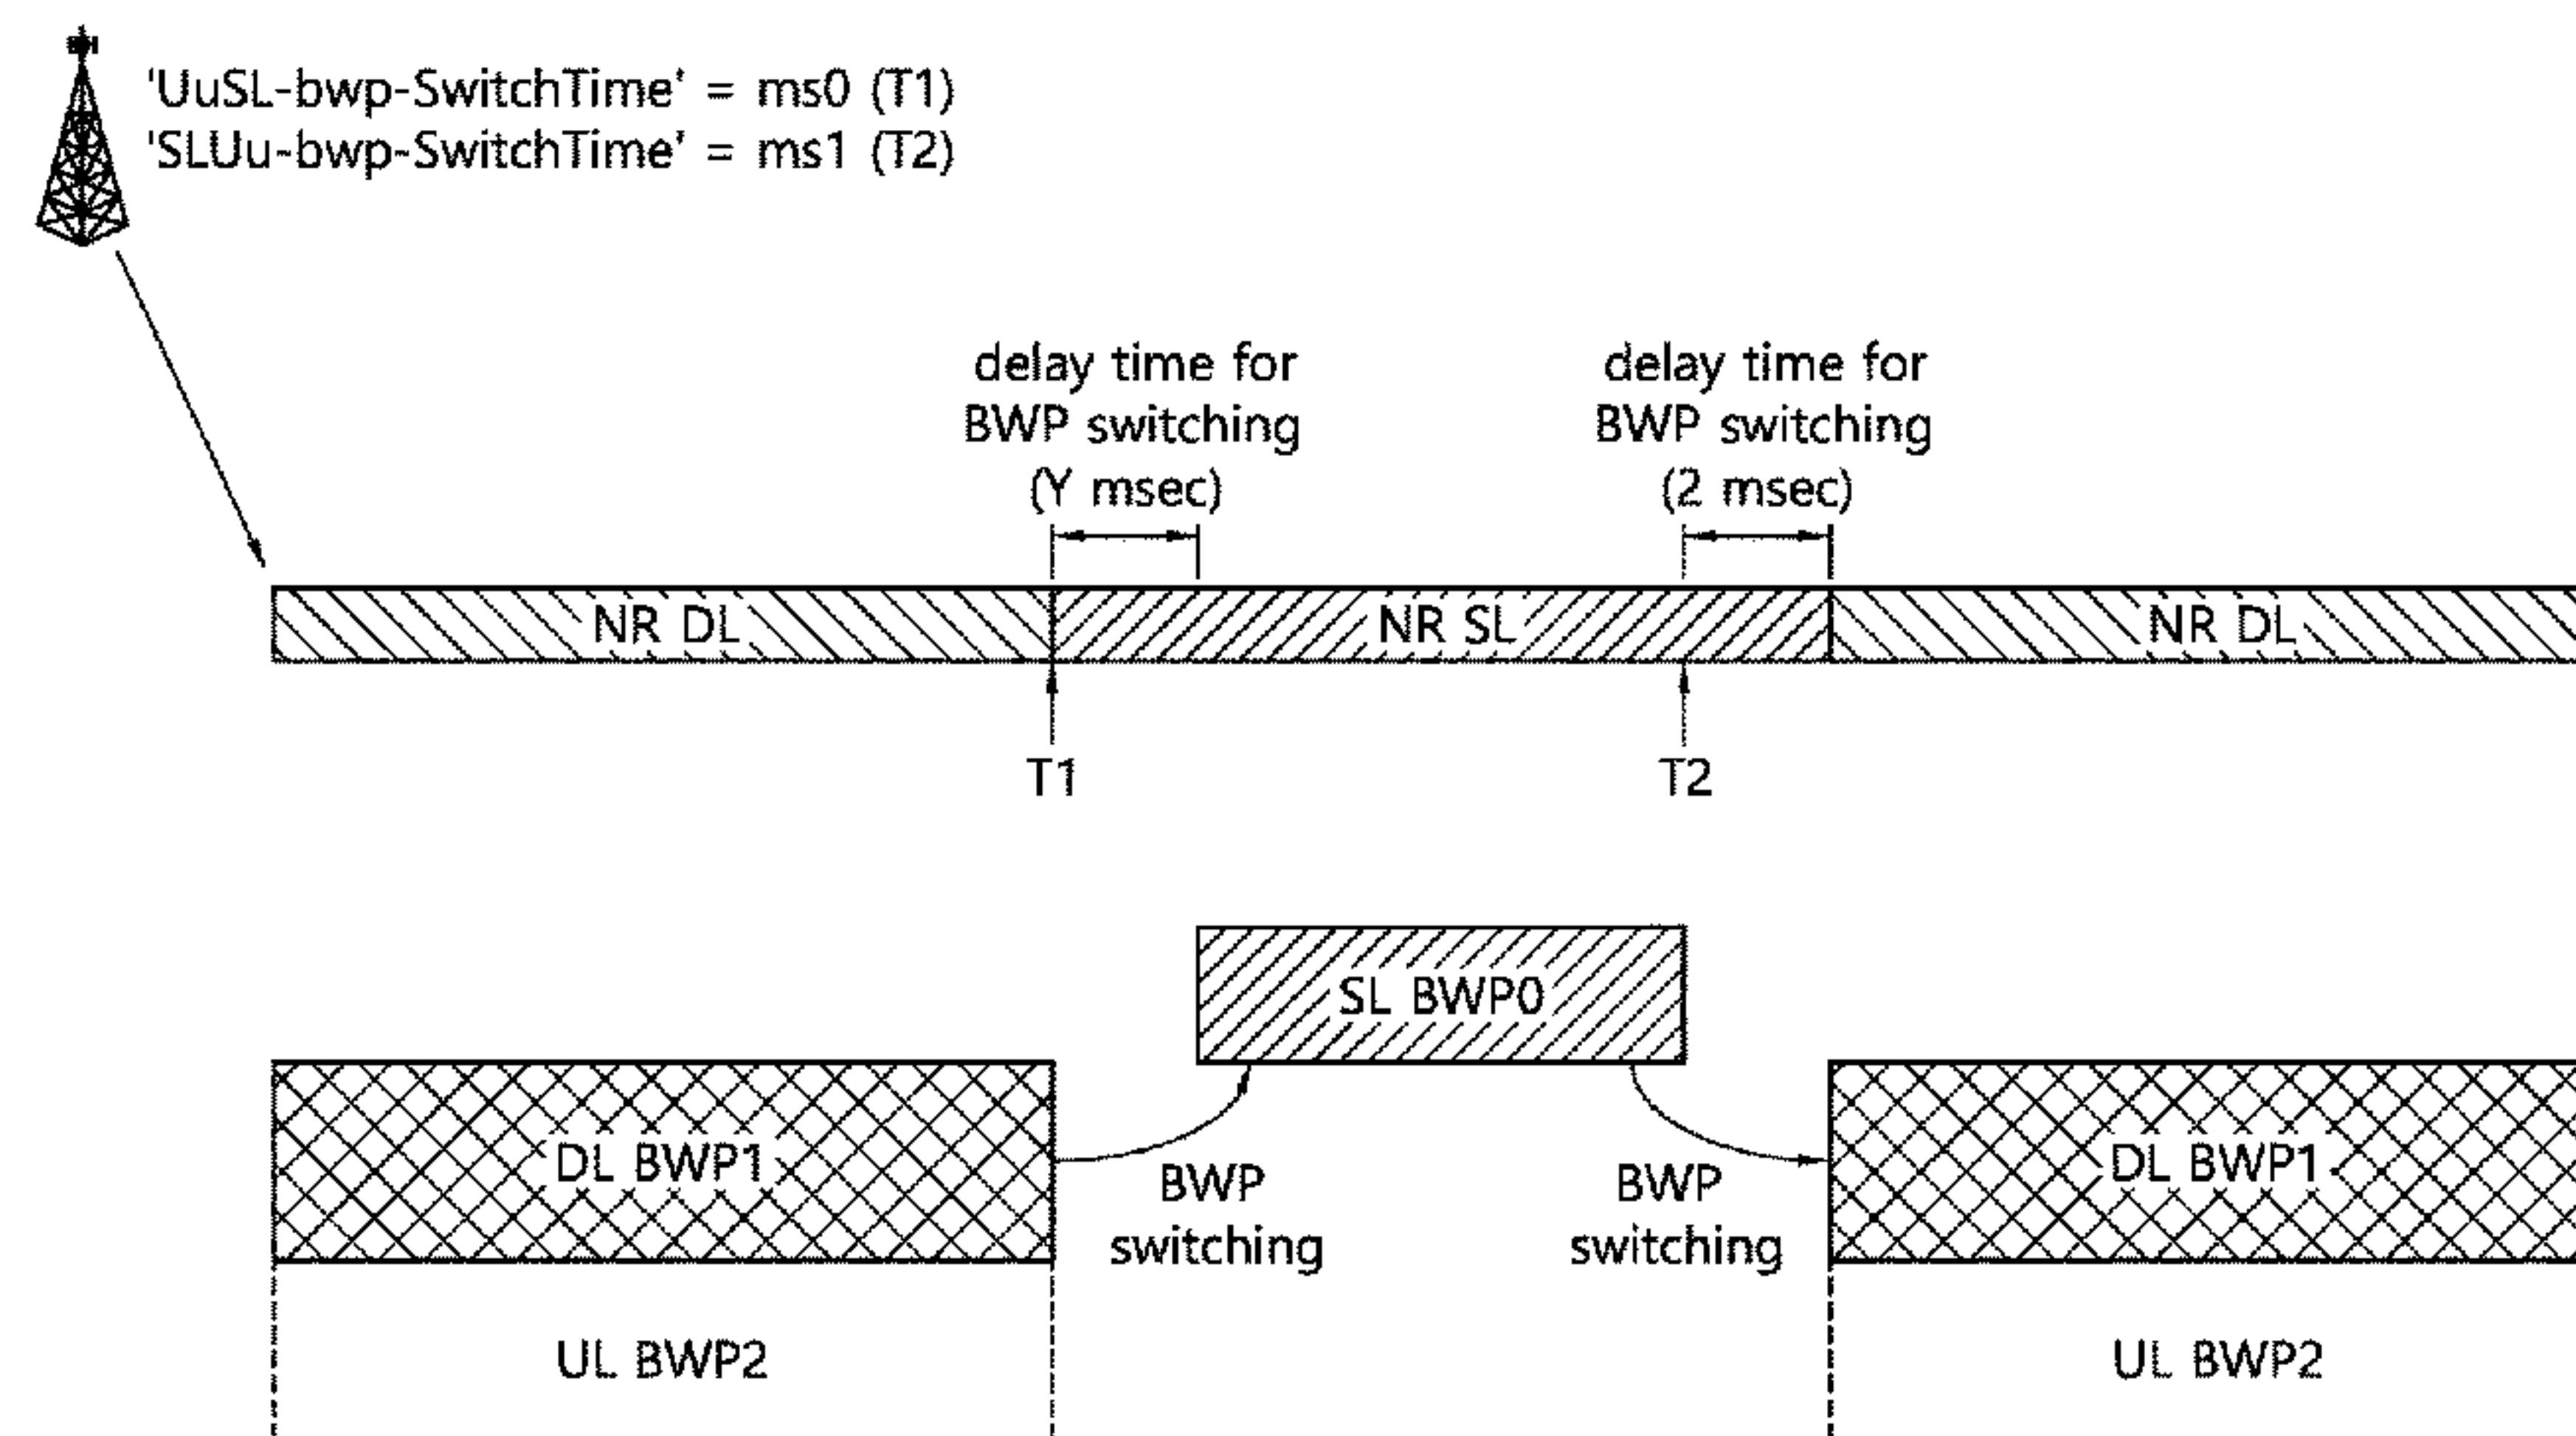 'UuSL-bwp-SwitchTime' = ms0 (T1)
'SLUu-bwp-SwitchTime' = ms1 (T2)
delay time for
BWP switching
(Y msec)
delay time for
BWP switching
(2 msec)
NR DL
NR SL
NR DL
T1
T2
SL BWP0
DL BWP1
BWP
switching
BWP
switching
DL BWP1
UL BWP2
UL BWP2